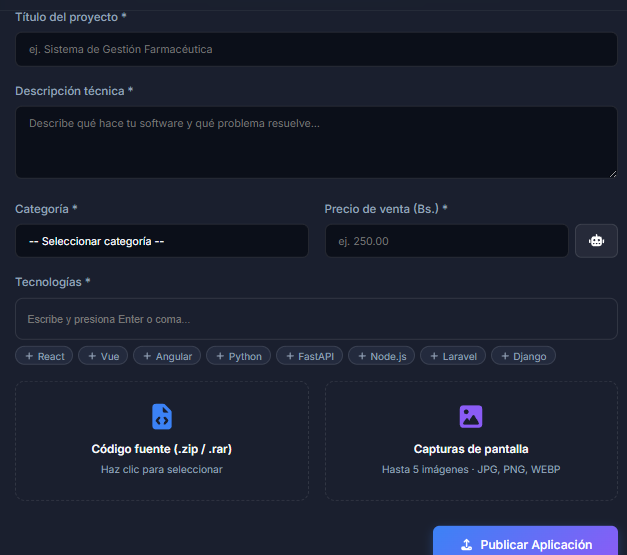 Título del proyecto *
ej. Sistema de Gestión Farmacéutica
Descripción técnica *
Describe qué hace tu software y qué problema resuelve...
Categoría *
Precio de venta (Bs.) *
-- Seleccionar categoría --
ej. 250.00
Tecnologías *
Escribe y presiona Enter o coma...
+ React + Vue + Angular + Python + FastAPI + Node.js + Laravel + Django
Código fuente (.zip / .rar)
Haz clic para seleccionar
Capturas de pantalla
Hasta 5 imágenes · JPG, PNG, WEBP
Publicar Aplicación